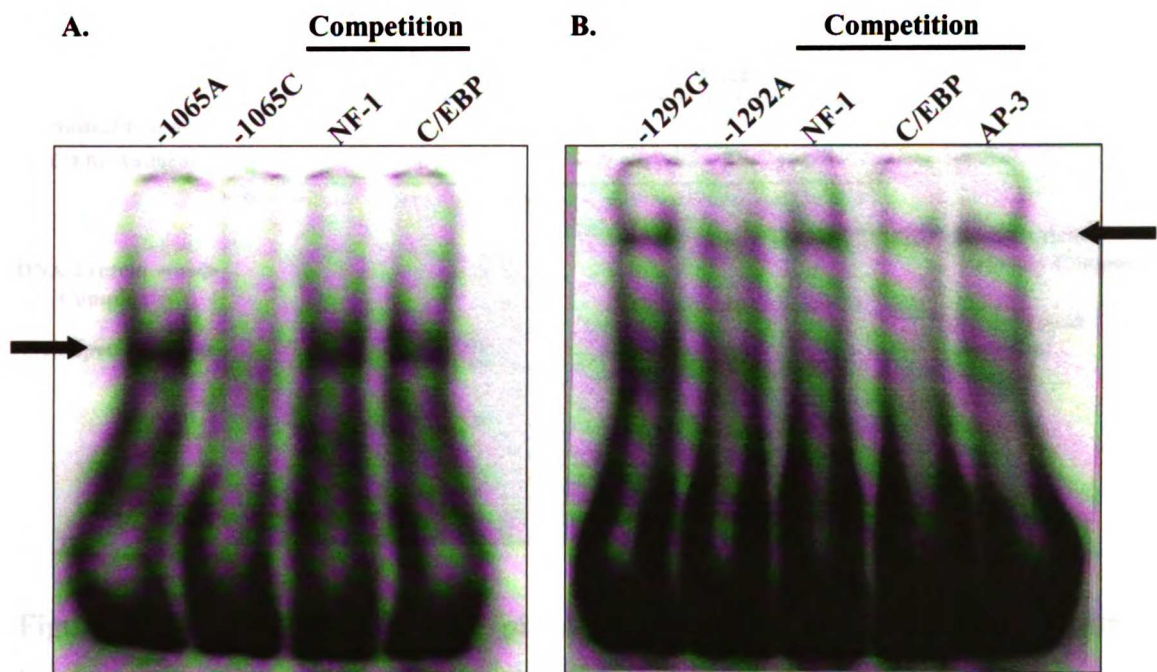 A.
Competition
-1065A
-1065C
NF-1
C/EBP
B.
Competition
-1292G
-1292A
NF-1
C/EBP
AP-3